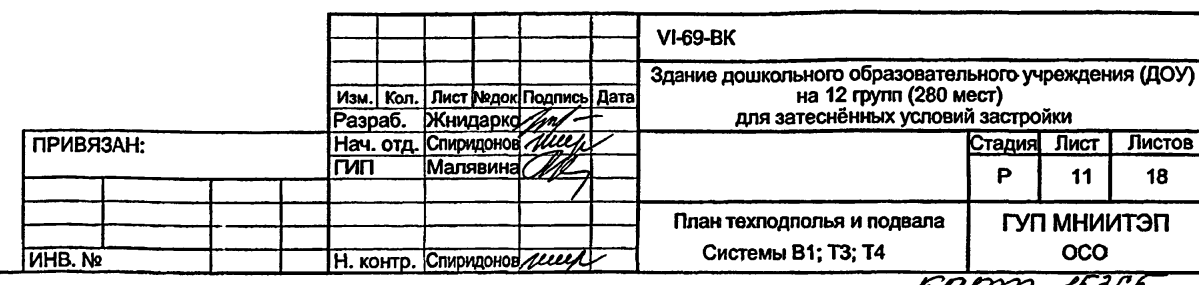 VI-69-ВК
Здание дошкольного образовательного учреждения (ДОУ)
на 12 групп (280 мест)
для затеснённых условий застройки
Изм. Кол. Лист №док Подпись Дата
Разраб. Жнидарко
ПРИВЯЗАН:
Нач. отд. Спиридонов
Стадия Лист Листов
ГИП Малявина
Р 11 18
План техподполья и подвала
ГУП МНИИТЭП
Системы В1; Т3; Т4
ОСО
ИНВ. №
Н. контр. Спиридонов